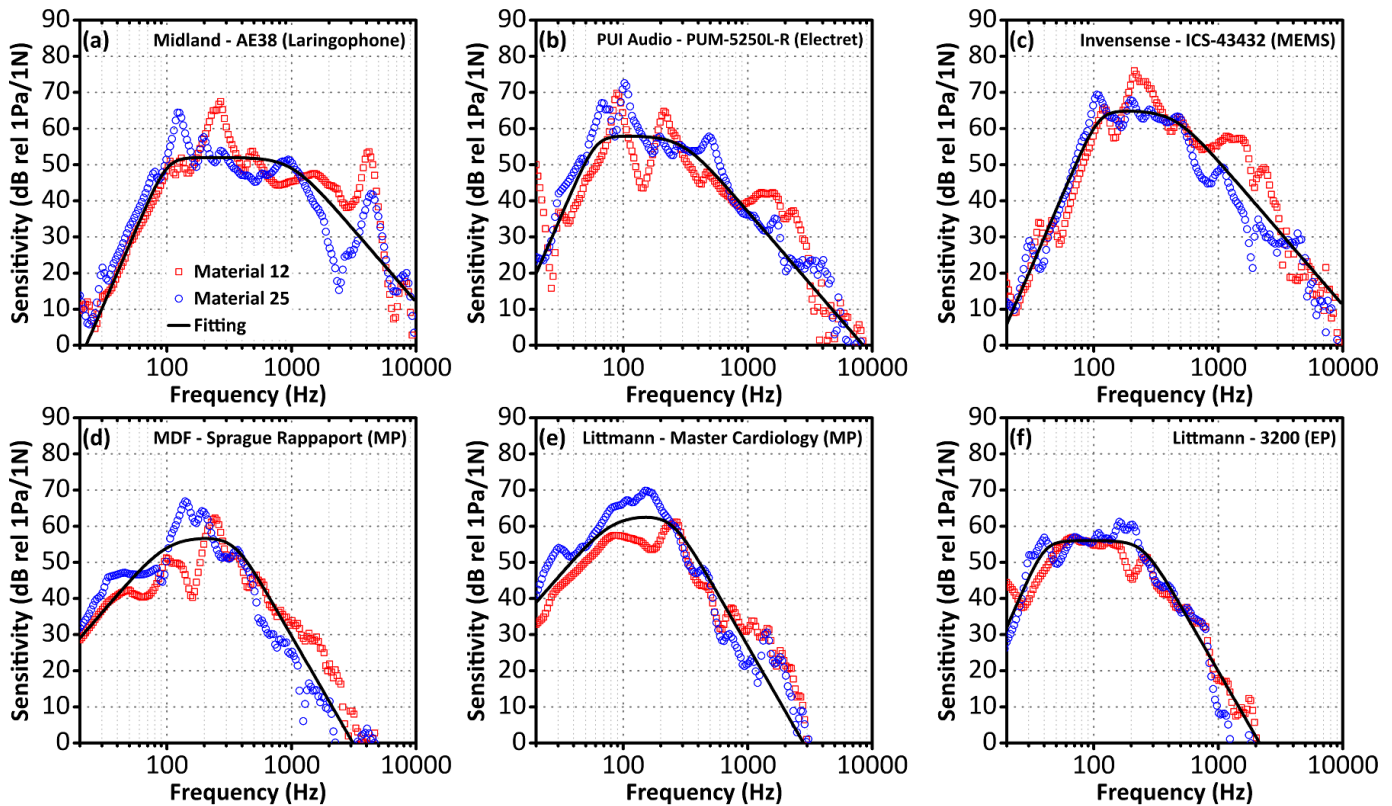 (a) Midland - AE38 (Laringophone)
Sensitivity (dB rel 1Pa/1N)
90
80
70
60
50
40
30
20
10
0
Material 12
Material 25
Fitting
100 1000 10000
Frequency (Hz)
(b) PUI Audio - PUM-5250L-R (Electret)
Sensitivity (dB rel 1Pa/1N)
90
80
70
60
50
40
30
20
10
0
100 1000 10000
Frequency (Hz)
(c) Invensense - ICS-43432 (MEMS)
Sensitivity (dB rel 1Pa/1N)
90
80
70
60
50
40
30
20
10
0
100 1000 10000
Frequency (Hz)
(d) MDF - Sprague Rappaport (MP)
Sensitivity (dB rel 1Pa/1N)
90
80
70
60
50
40
30
20
10
0
100 1000 10000
Frequency (Hz)
(e) Littmann - Master Cardiology (MP)
Sensitivity (dB rel 1Pa/1N)
90
80
70
60
50
40
30
20
10
0
100 1000 10000
Frequency (Hz)
(f) Littmann - 3200 (EP)
Sensitivity (dB rel 1Pa/1N)
90
80
70
60
50
40
30
20
10
0
100 1000 10000
Frequency (Hz)